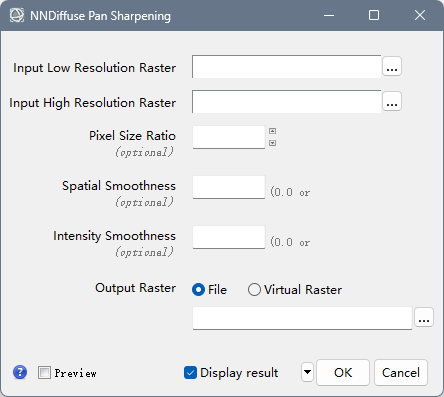 NNDiffuse Pan Sharpening
Input Low Resolution Raster
...
Input High Resolution Raster
...
Pixel Size Ratio
(optional)
Spatial Smoothness
(0.0 or
(optional)
Intensity Smoothness
(0.0 or
(optional)
Output Raster File Virtual Raster
...
? Preview Display result OK Cancel